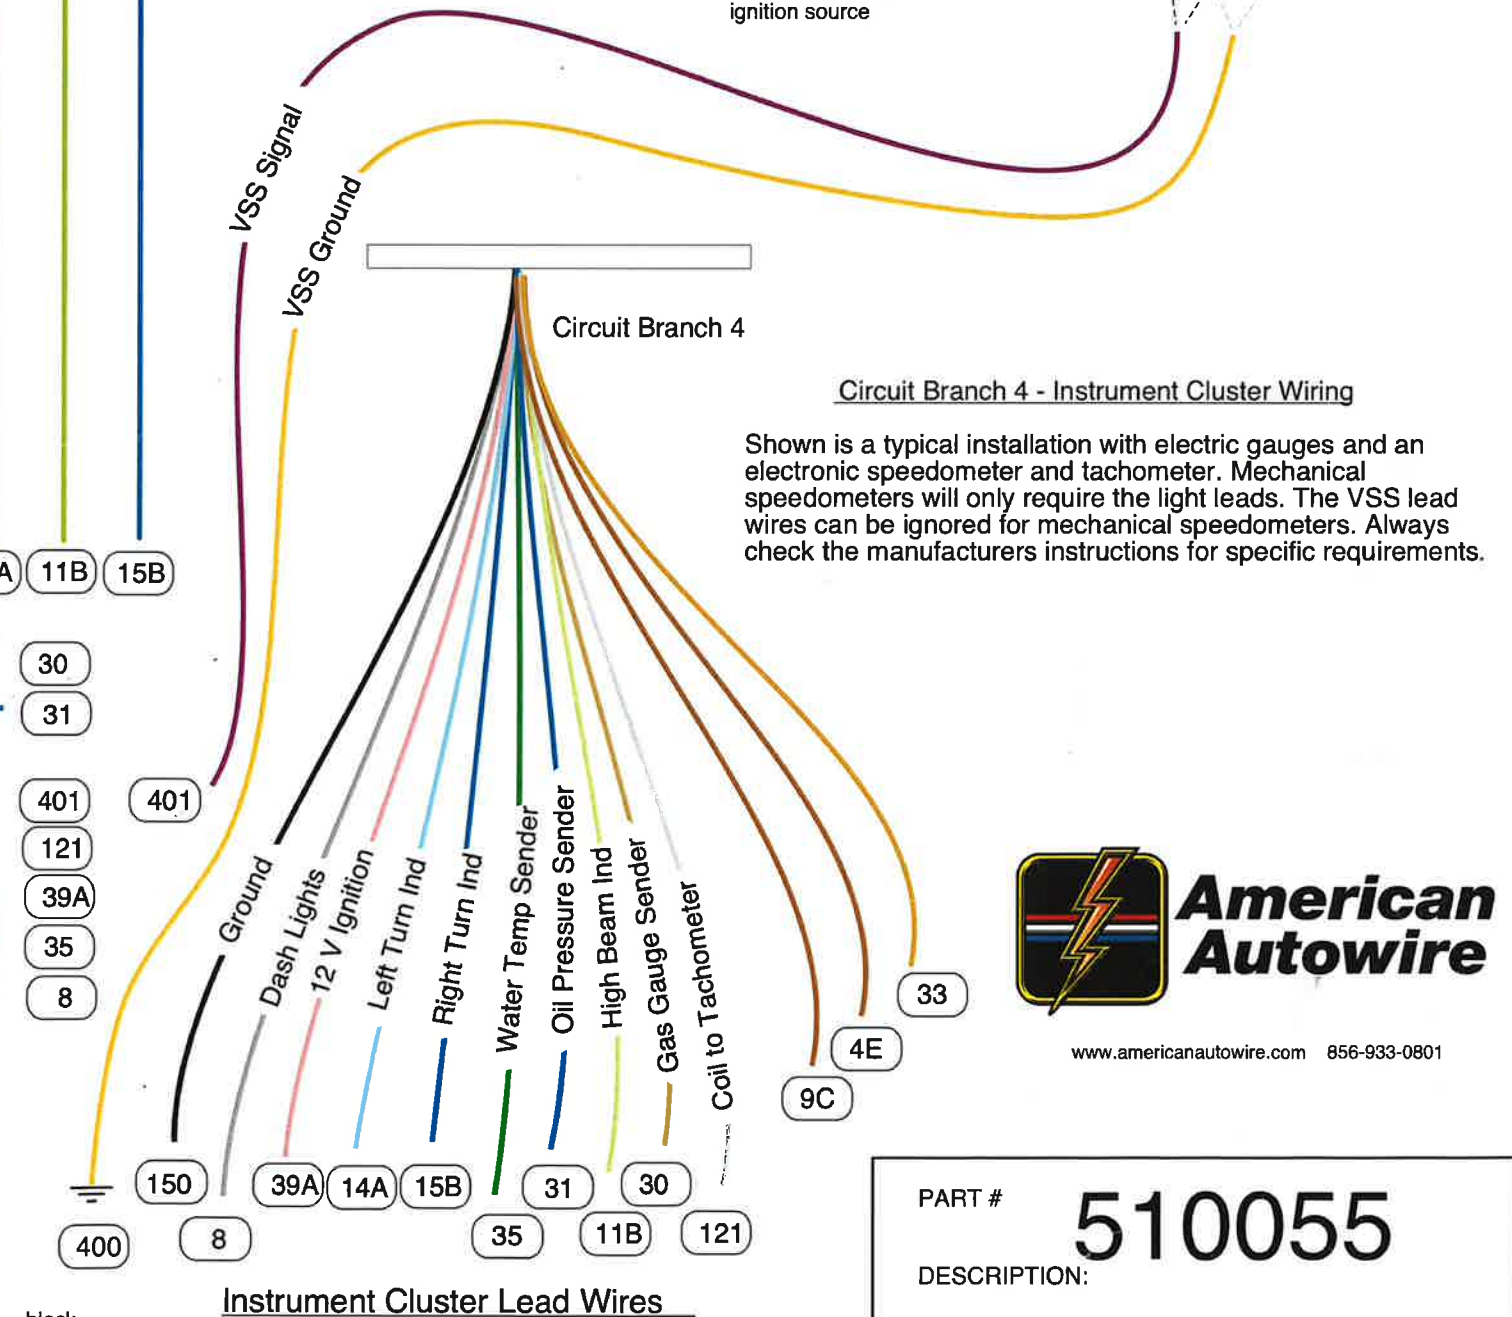 ignition source
VSS Signal
VSS Ground
Circuit Branch 4
Circuit Branch 4 - Instrument Cluster Wiring
Shown is a typical installation with electric gauges and an
electronic speedometer and tachometer. Mechanical
speedometers will only require the light leads. The VSS lead
wires can be ignored for mechanical speedometers. Always
check the manufacturers instructions for specific requirements.
A
11B
15B
30
31
401
401
121
39A
35
8
Ground
Dash Lights
12 V Ignition
Left Turn Ind
Right Turn Ind
Water Temp Sender
Oil Pressure Sender
High Beam Ind
Gas Gauge Sender
Coil to Tachometer
33
4E
9C
American
Autowire
www.americanautowire.com 856-933-0801
150
39A
14A
15B
31
30
400
8
35
11B
121
PART # 510055
DESCRIPTION:
Instrument Cluster Lead Wires